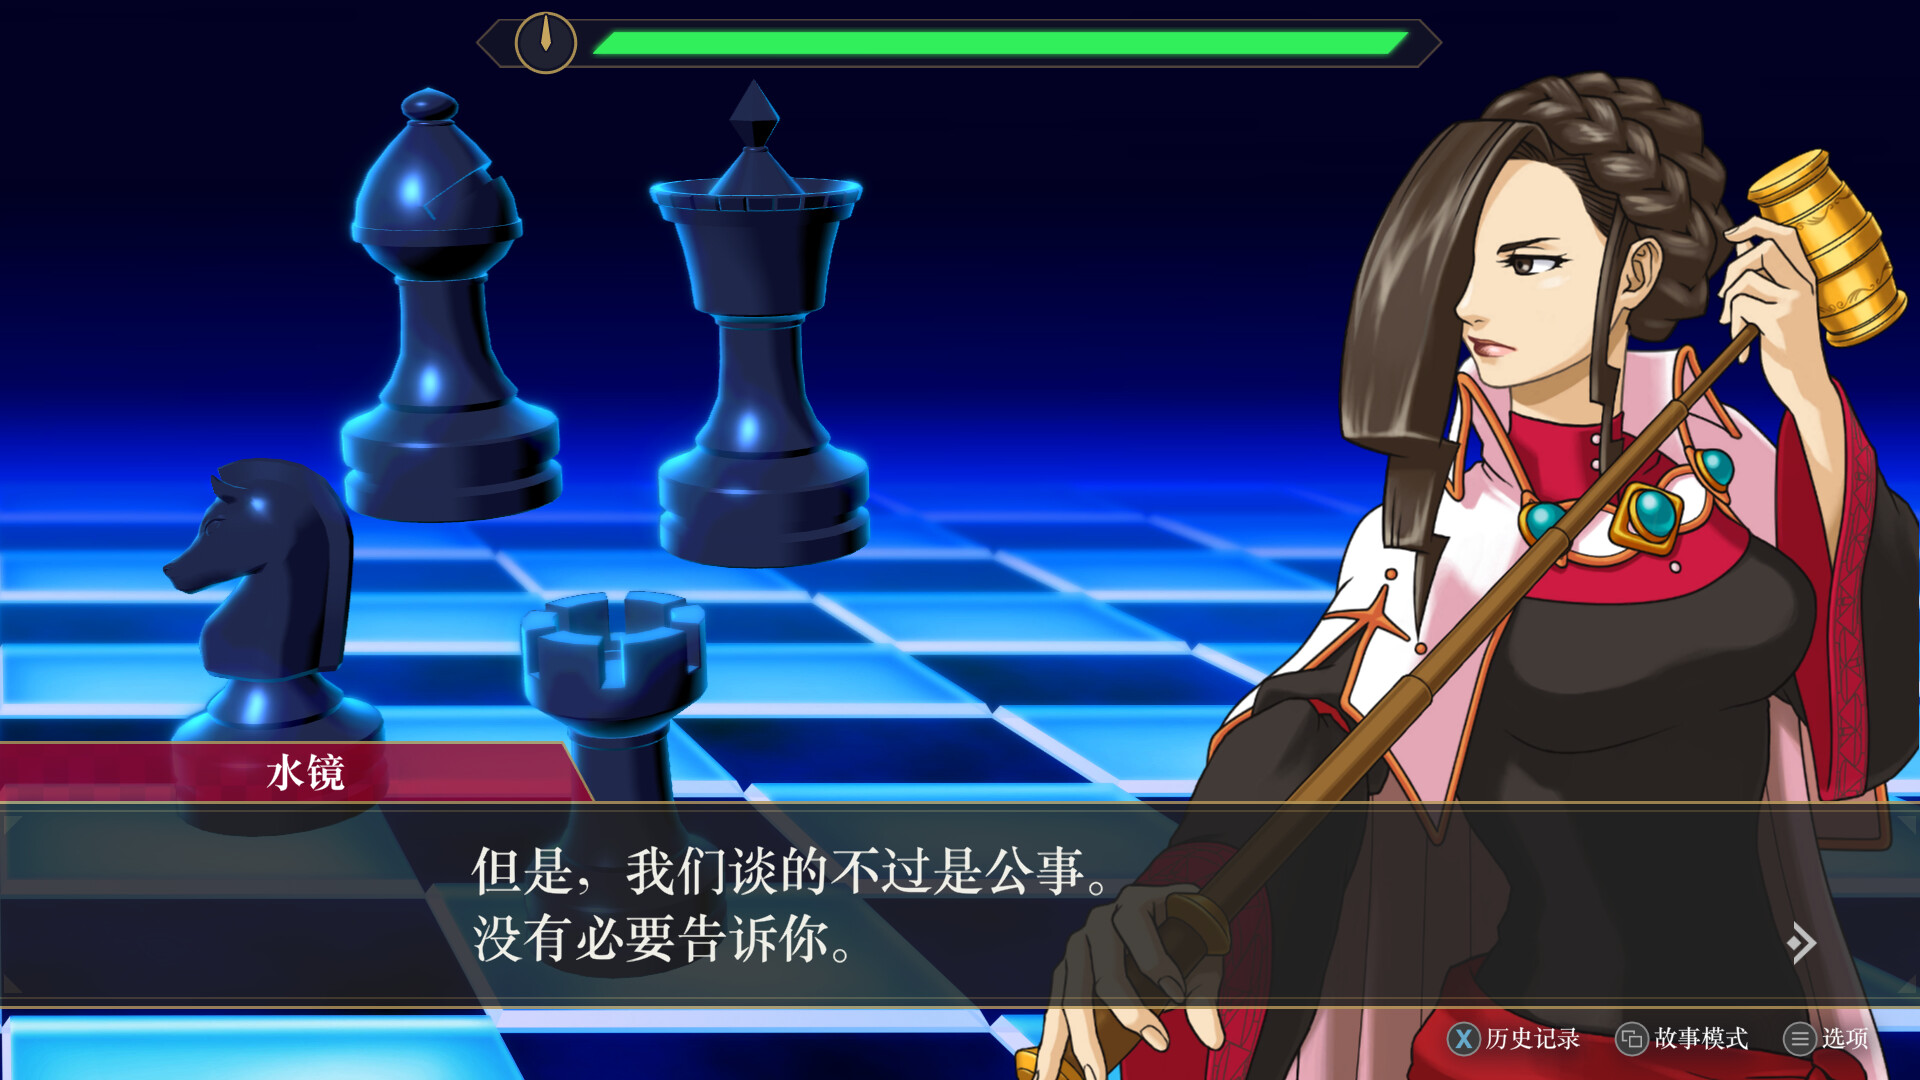 水镜
但是，我们谈的不过是公事。
没有必要告诉你。
X 历史记录 故事模式 选项